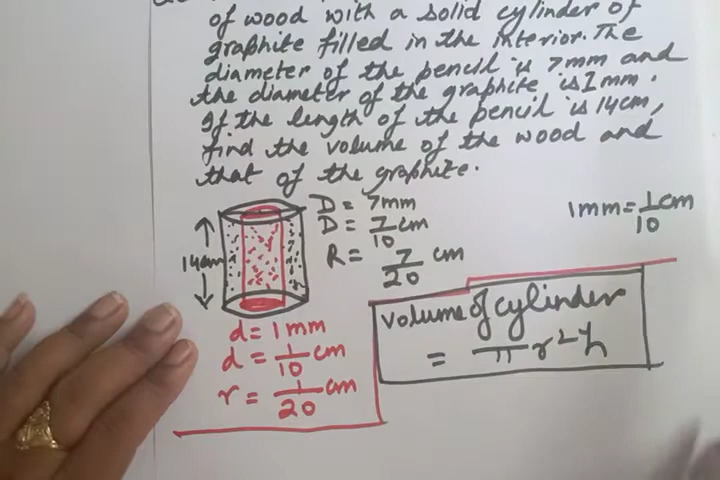 of wood with a solid cylinder of
graphite filled in the interior. The
diameter of the pencil is 7mm and
the diameter of the graphite is 1mm.
If the length of the pencil is 14cm,
find the volume of the wood and
that of the graphite.
D = 7mm
1mm = 1/10 cm
D = 7/10 cm
R = 7/20 cm
14cm
volume of cylinder
= πr²h
d = 1mm
d = 1/10 cm
r = 1/20 cm